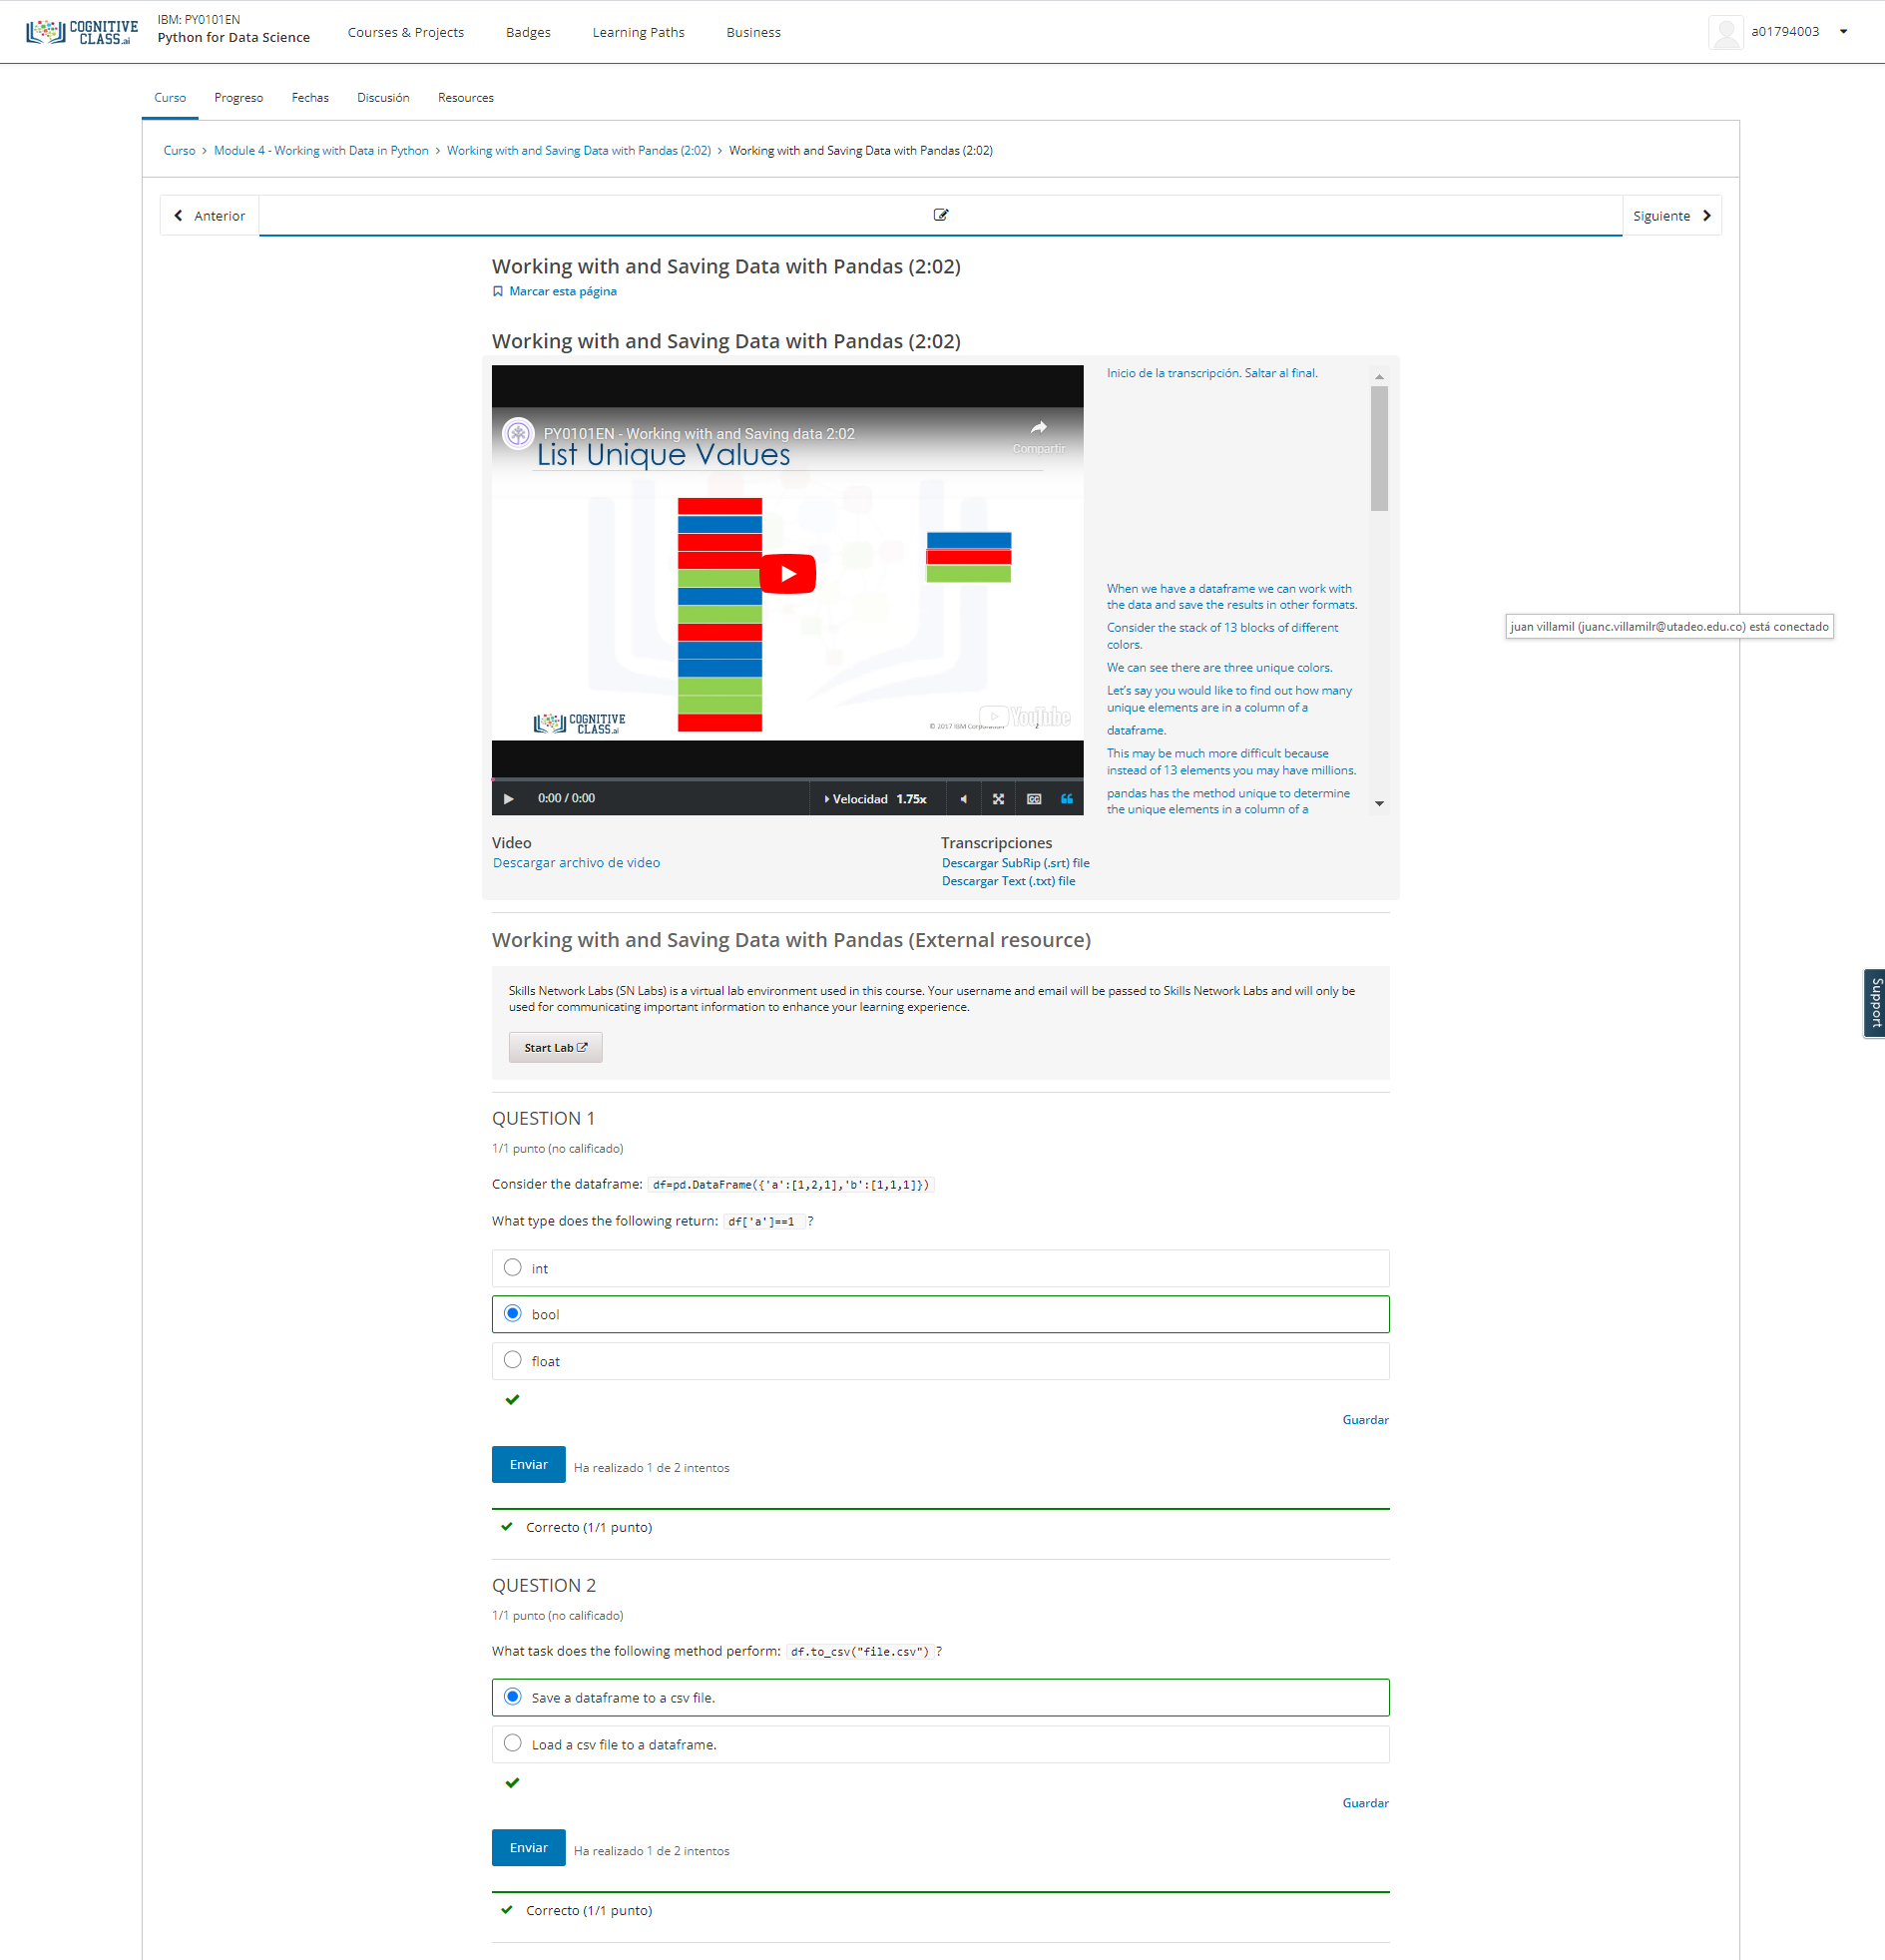 COGNITIVE
CLASS.ai
IBM: PY0101EN
Python for Data Science
Courses & Projects
Badges
Learning Paths
Business
a01794003
Curso
Progreso
Fechas
Discusión
Resources
Curso > Module 4 - Working with Data in Python > Working with and Saving Data with Pandas (2:02) > Working with and Saving Data with Pandas (2:02)
Anterior
Siguiente
Working with and Saving Data with Pandas (2:02)
Marcar esta página
Working with and Saving Data with Pandas (2:02)
PY0101EN - Working with and Saving data 2:02
Compartir
List Unique Values
COGNITIVE
CLASS.ai
© 2017 IBM Corporation
2
YouTube
0:00 / 0:00
Velocidad 1.75x
CC
Inicio de la transcripción. Saltar al final.
When we have a dataframe we can work with
the data and save the results in other formats.
Consider the stack of 13 blocks of different
colors.
We can see there are three unique colors.
Let's say you would like to find out how many
unique elements are in a column of a
dataframe.
This may be much more difficult because
instead of 13 elements you may have millions.
pandas has the method unique to determine
the unique elements in a column of a
juan villamil (juanc.villamilr@utadeo.edu.co) está conectado
Video
Descargar archivo de video
Transcripciones
Descargar SubRip (.srt) file
Descargar Text (.txt) file
Working with and Saving Data with Pandas (External resource)
Skills Network Labs (SN Labs) is a virtual lab environment used in this course. Your username and email will be passed to Skills Network Labs and will only be
used for communicating important information to enhance your learning experience.
Start Lab
Support
QUESTION 1
1/1 punto (no calificado)
Consider the dataframe: df=pd.DataFrame({'a':[1,2,1],'b':[1,1,1]})
What type does the following return: df['a']==1 ?
int
bool
float
Guardar
Enviar
Ha realizado 1 de 2 intentos
Correcto (1/1 punto)
QUESTION 2
1/1 punto (no calificado)
What task does the following method perform: df.to_csv("file.csv") ?
Save a dataframe to a csv file.
Load a csv file to a dataframe.
Guardar
Enviar
Ha realizado 1 de 2 intentos
Correcto (1/1 punto)